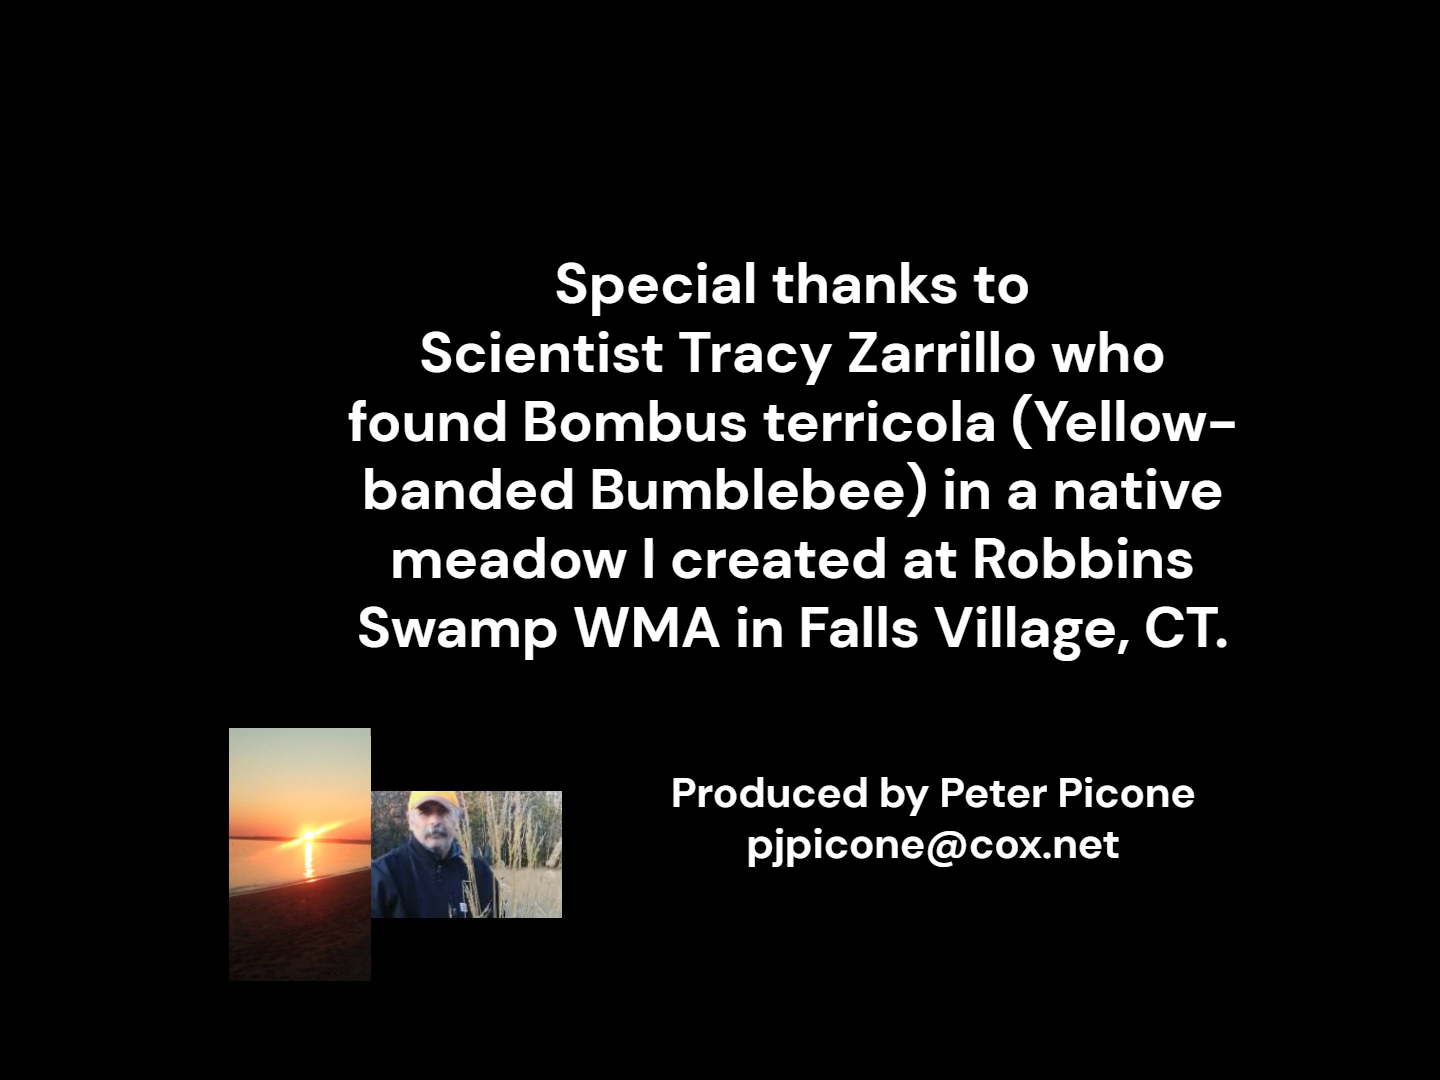 Special thanks to
Scientist Tracy Zarrillo who
found Bombus terricola (Yellow-
banded Bumblebee) in a native
meadow I created at Robbins
Swamp WMA in Falls Village, CT.
Produced by Peter Picone
pjpicone@cox.net